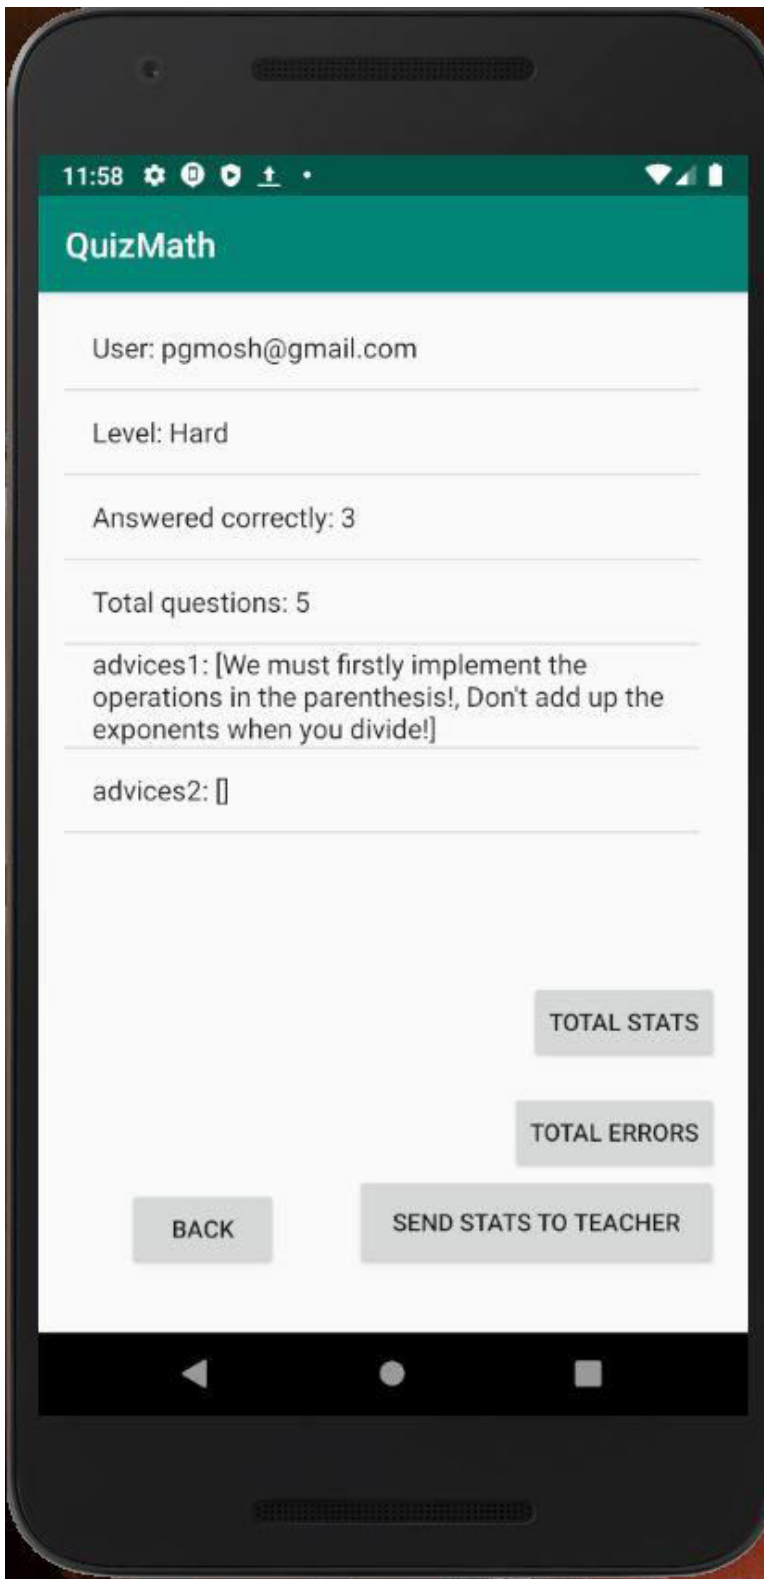 11:58
QuizMath
User: pgmosh@gmail.com
Level: Hard
Answered correctly: 3
Total questions: 5
advices1: [We must firstly implement the
operations in the parenthesis!, Don't add up the
exponents when you divide!]
advices2: []
TOTAL STATS
TOTAL ERRORS
BACK
SEND STATS TO TEACHER